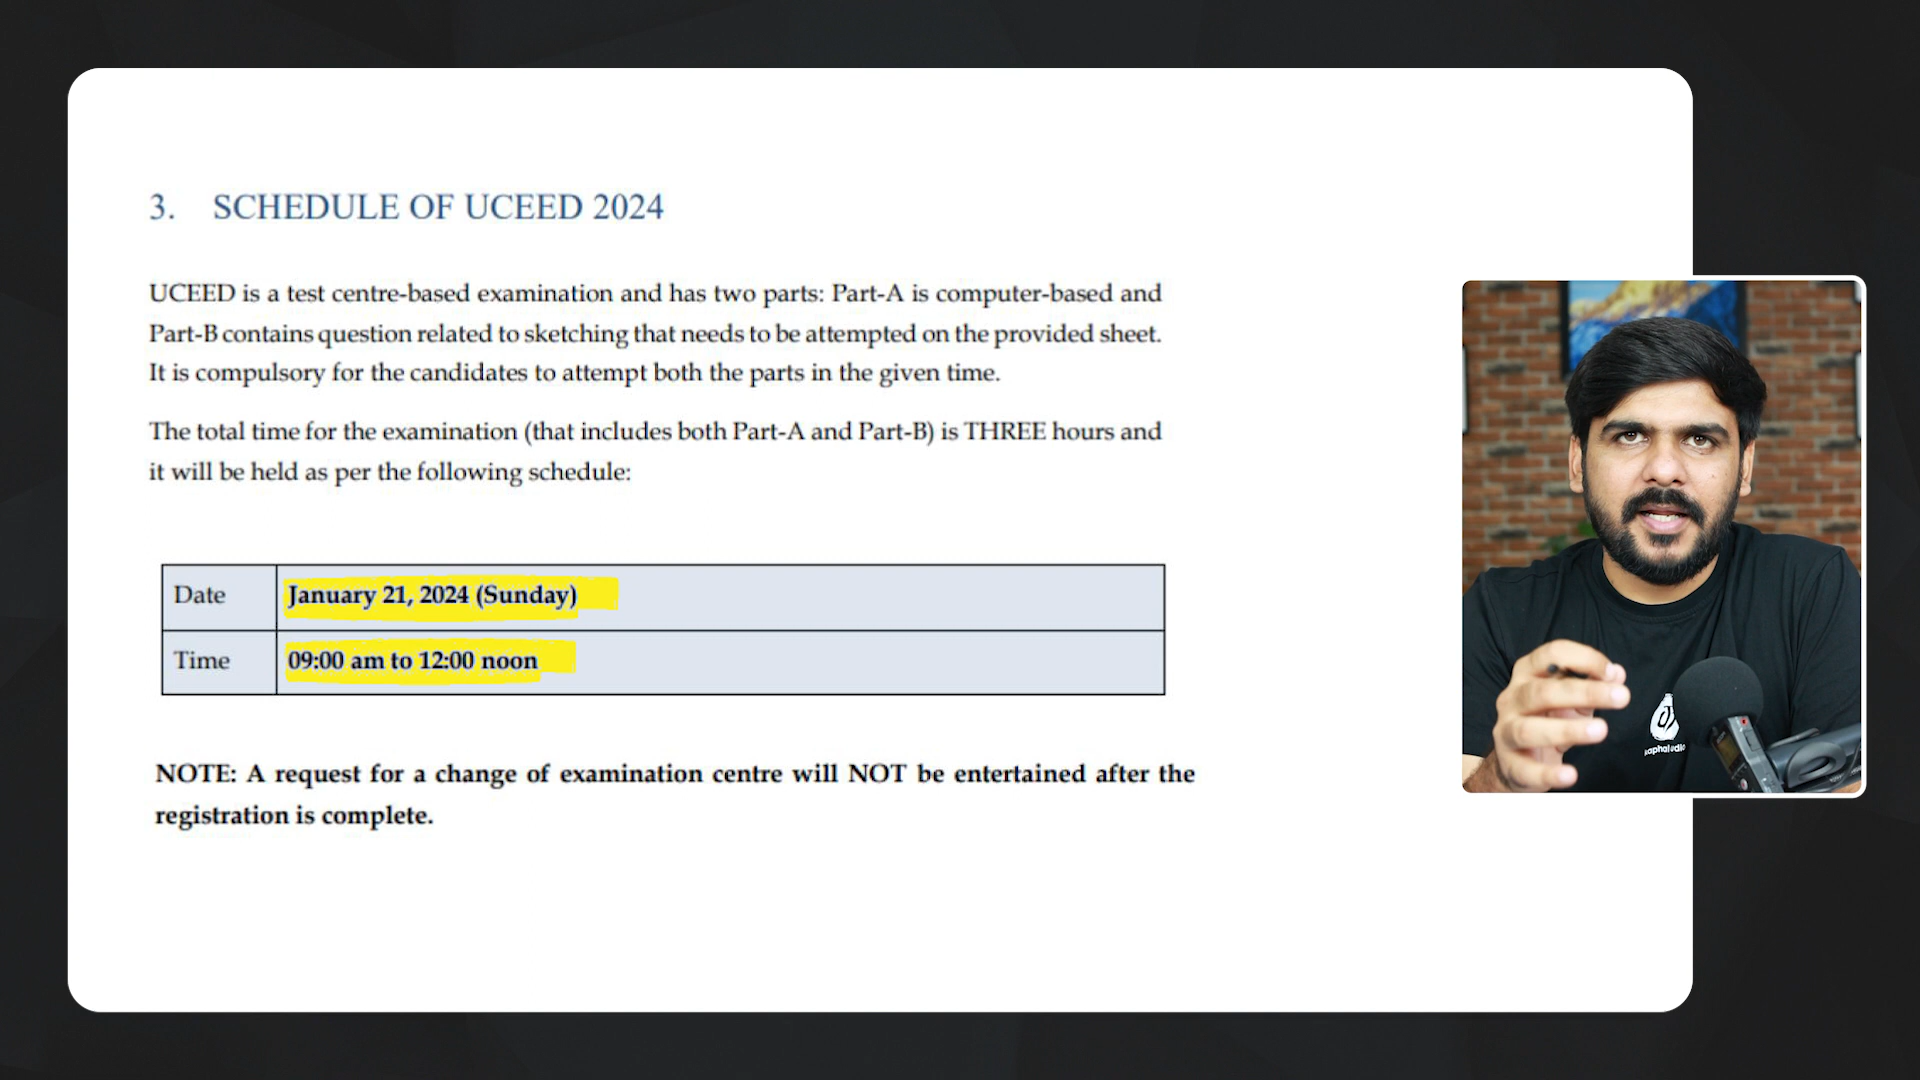 3. SCHEDULE OF UCEED 2024
UCEED is a test centre-based examination and has two parts: Part-A is computer-based and
Part-B contains question related to sketching that needs to be attempted on the provided sheet.
It is compulsory for the candidates to attempt both the parts in the given time.
The total time for the examination (that includes both Part-A and Part-B) is THREE hours and
it will be held as per the following schedule:
Date January 21, 2024 (Sunday)
Time 09:00 am to 12:00 noon
NOTE: A request for a change of examination centre will NOT be entertained after the
registration is complete.